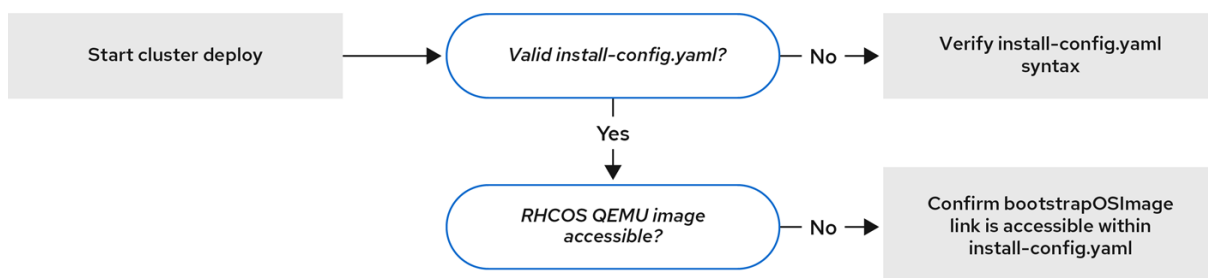 Start cluster deploy
Valid install-config.yaml?
No
Verify install-config.yaml
syntax
Yes
RHCOS QEMU image
accessible?
No
Confirm bootstrapOSImage
link is accessible within
install-config.yaml